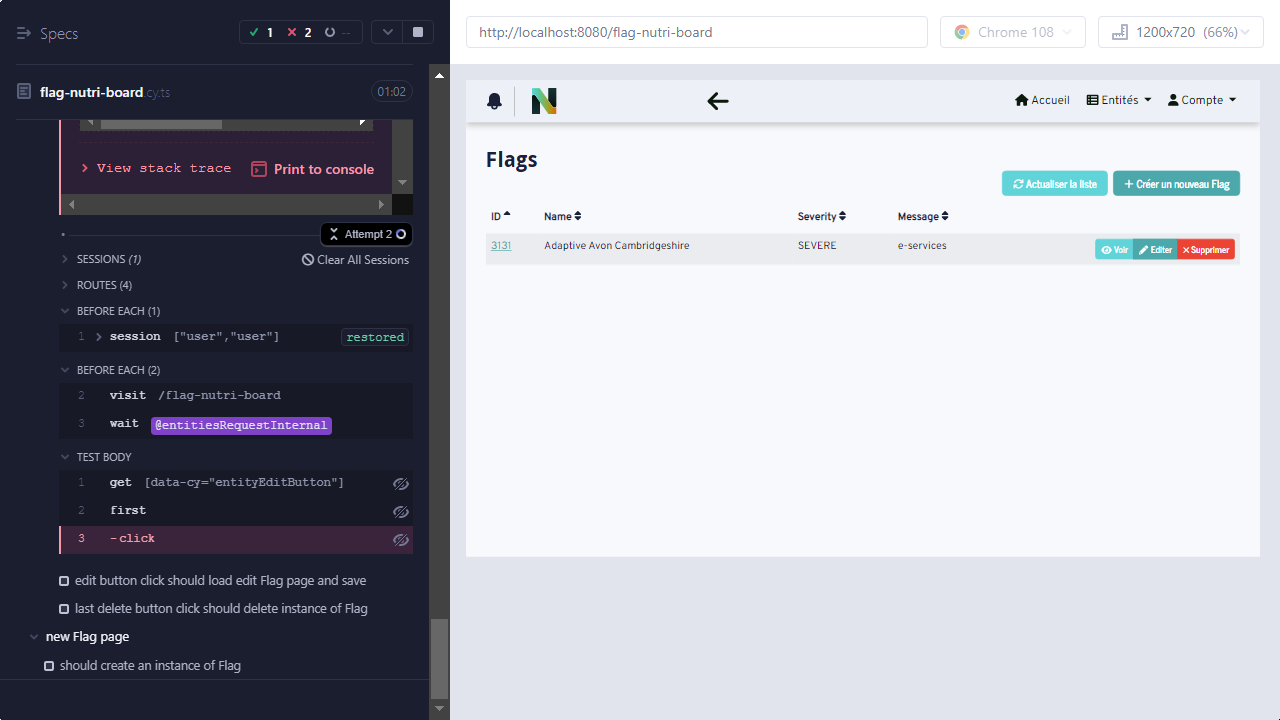 Specs
1
2
--
flag-nutri-board.cy.ts
01:02
View stack trace
Print to console
Attempt 2
SESSIONS (1)
Clear All Sessions
ROUTES (4)
BEFORE EACH (1)
1 session ["user","user"] restored
BEFORE EACH (2)
2 visit /flag-nutri-board
3 wait @entitiesRequestInternal
TEST BODY
1 get [data-cy="entityEditButton"]
2 first
3 -click
edit button click should load edit Flag page and save
last delete button click should delete instance of Flag
new Flag page
should create an instance of Flag
http://localhost:8080/flag-nutri-board
Chrome 108
1200x720 (66%)
N
Accueil
Entités
Compte
Flags
Actualiser la liste
Créer un nouveau Flag
ID Name Severity Message
3131 Adaptive Avon Cambridgeshire SEVERE e-services
Voir
Editer
Supprimer